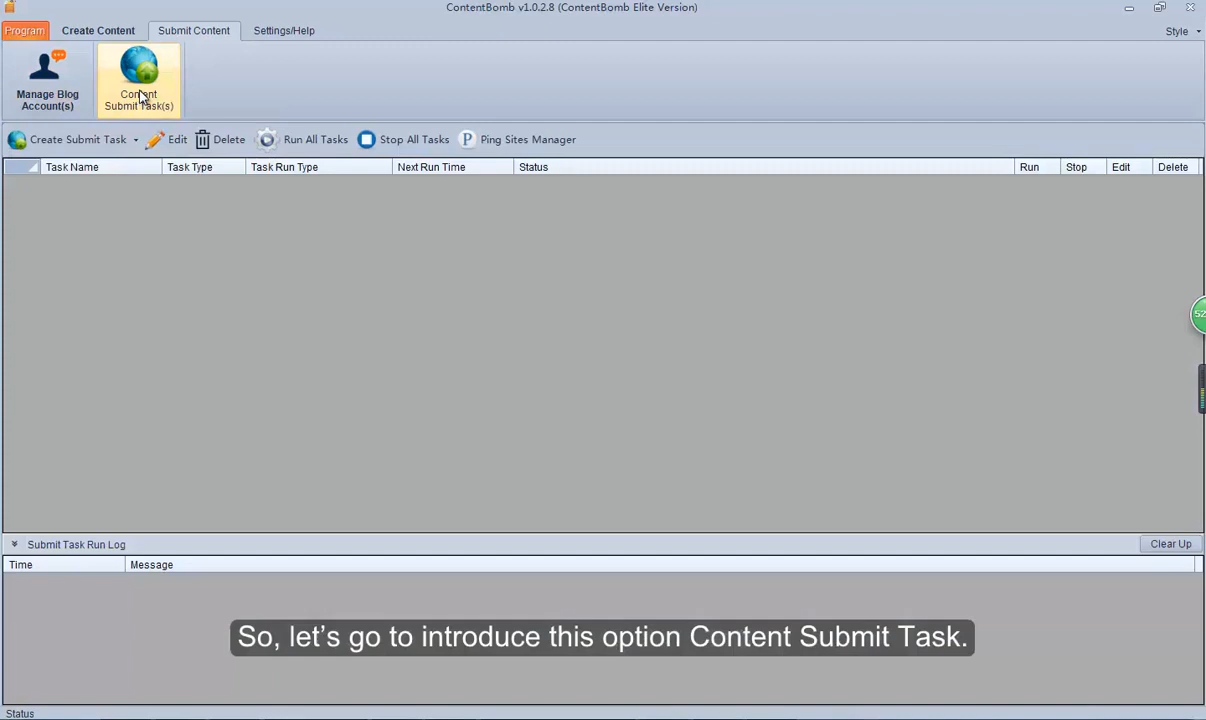 ContentBomb v1.0.2.8 (ContentBomb Elite Version)
Program Create Content Submit Content Settings/Help Style
Manage Blog Account(s)
Content Submit Task(s)
Create Submit Task Edit Delete Run All Tasks Stop All Tasks P Ping Sites Manager
Task Name Task Type Task Run Type Next Run Time Status Run Stop Edit Delete
52
Submit Task Run Log Clear Up
Time Message
So, let’s go to introduce this option Content Submit Task.
Status